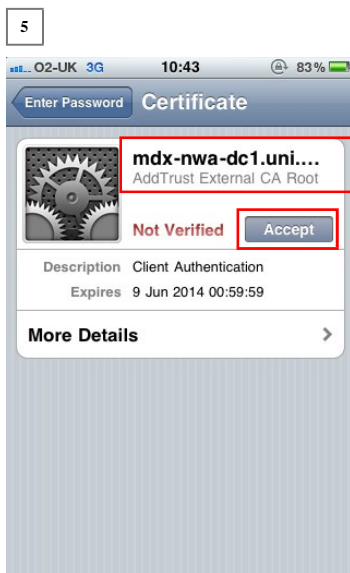 5
O2-UK 3G 10:43 83%
Enter Password Certificate
mdx-nwa-dc1.uni....
AddTrust External CA Root
Not Verified Accept
Description Client Authentication
Expires 9 Jun 2014 00:59:59
More Details